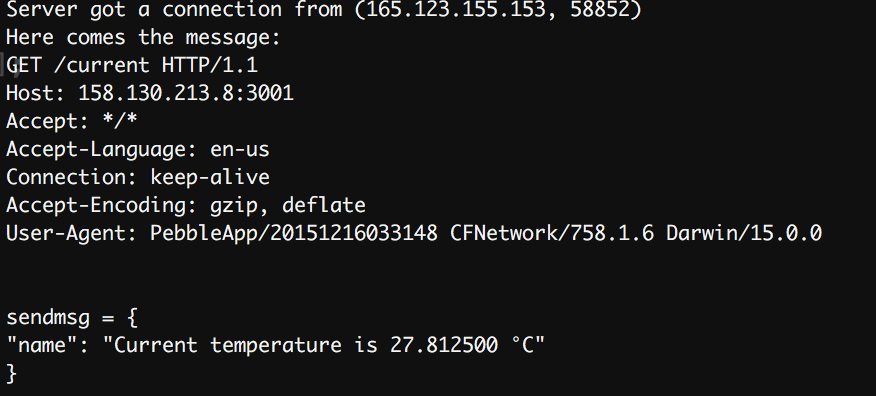 Server got a connection from (165.123.155.153, 58852)
Here comes the message:
GET /current HTTP/1.1
Host: 158.130.213.8:3001
Accept: */*
Accept-Language: en-us
Connection: keep-alive
Accept-Encoding: gzip, deflate
User-Agent: PebbleApp/20151216033148 CFNetwork/758.1.6 Darwin/15.0.0
sendmsg = {
"name": "Current temperature is 27.812500 °C"
}